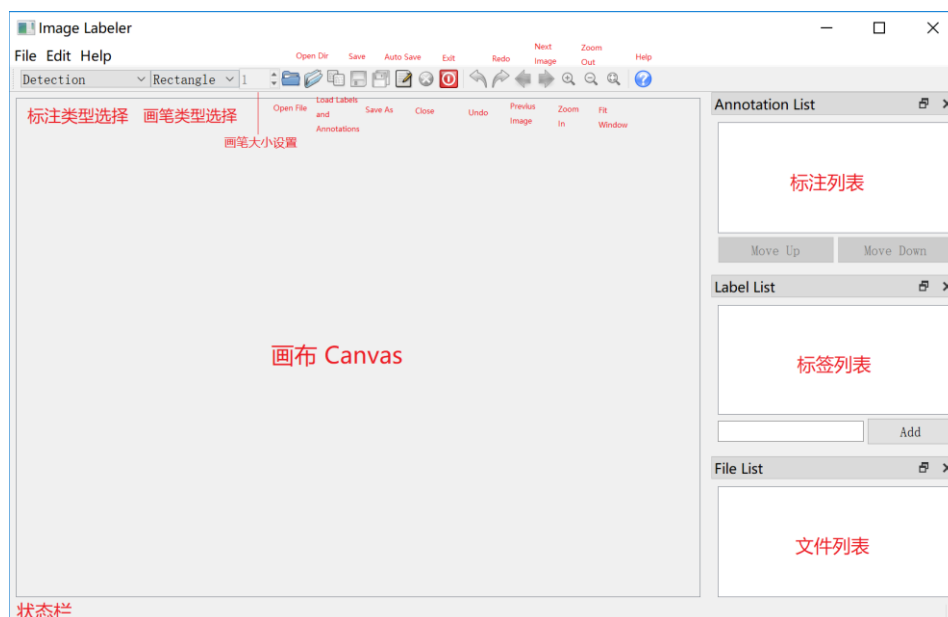 Image Labeler
File Edit Help
Open Dir Save Auto Save Exit Redo Next Image Zoom Out Help
Detection Rectangle 1
Open File Load Labels and Annotations Save As Close Undo Previus Image Zoom In Fit Window
标注类型选择 画笔类型选择
画笔大小设置
Annotation List
标注列表
Move Up Move Down
Label List
画布 Canvas
标签列表
Add
File List
文件列表
状态栏